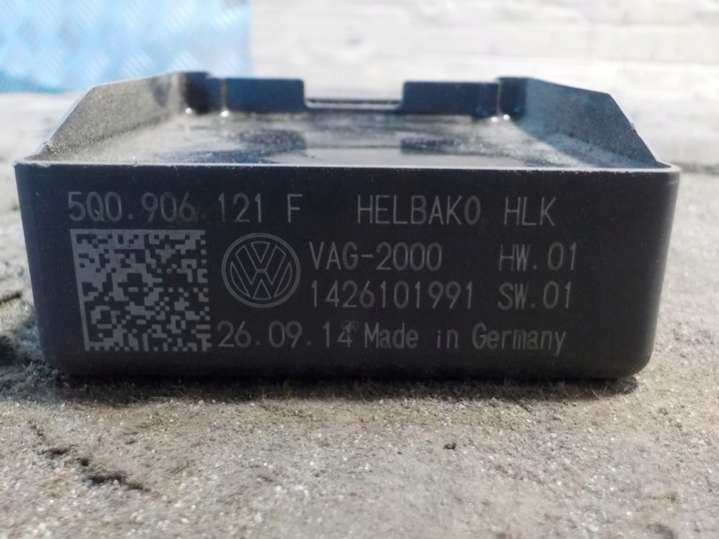 5Q0.906.121 F HELBAKO HLK
VAG-2000 HW.01
1426101991 SW.01
26.09.14 Made in Germany